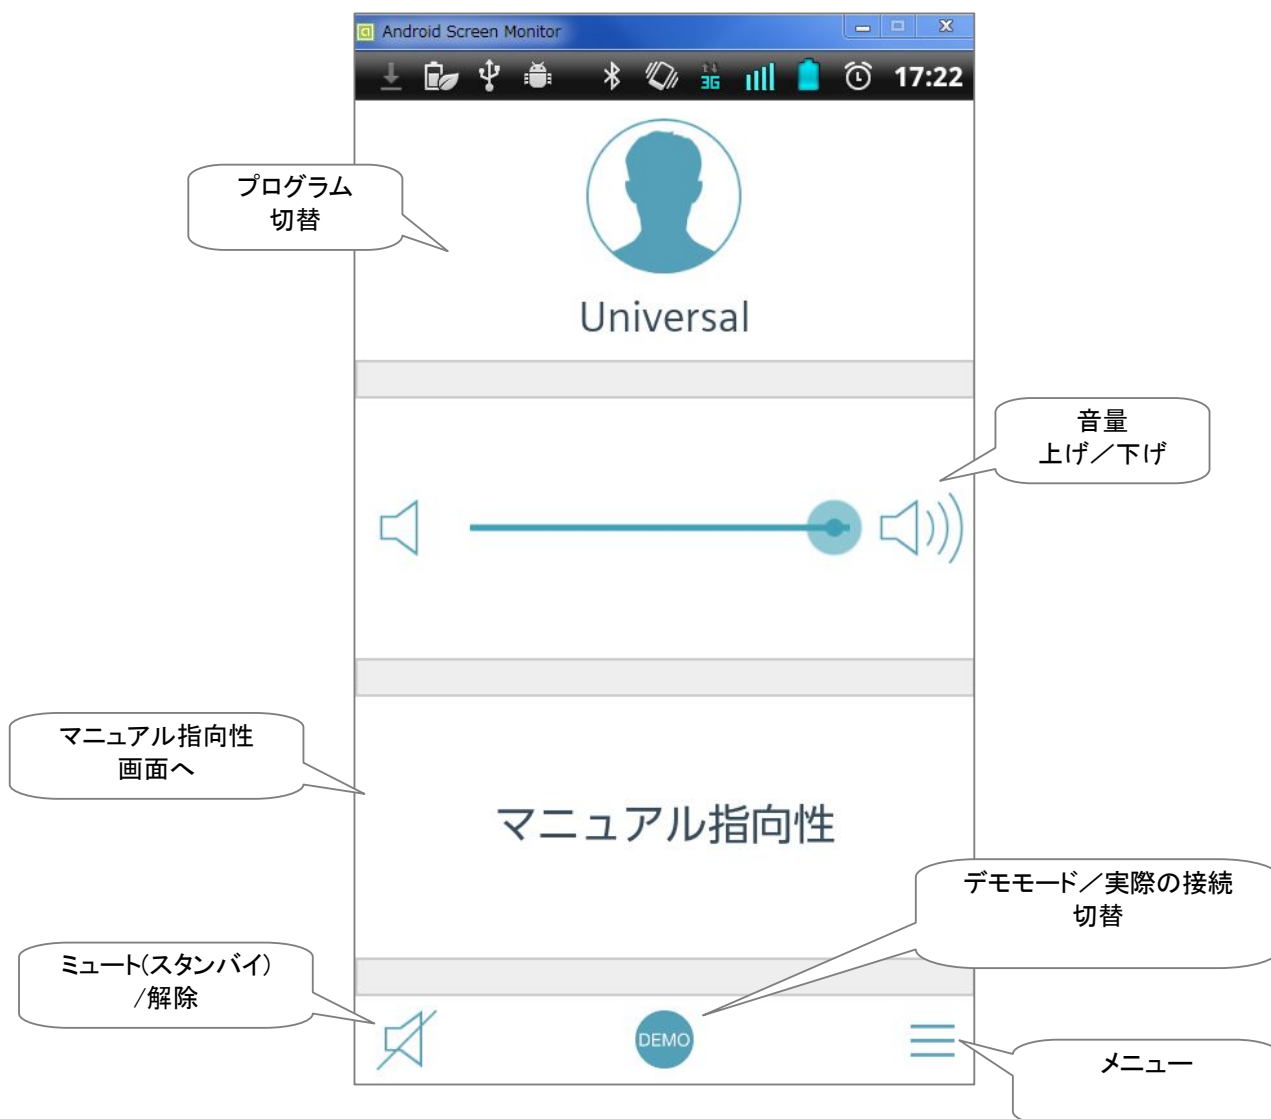 Android Screen Monitor
3G
17:22
プログラム
切替
Universal
音量
上げ／下げ
マニュアル指向性
画面へ
マニュアル指向性
デモモード／実際の接続
切替
ミュート(スタンバイ)
/解除
DEMO
メニュー